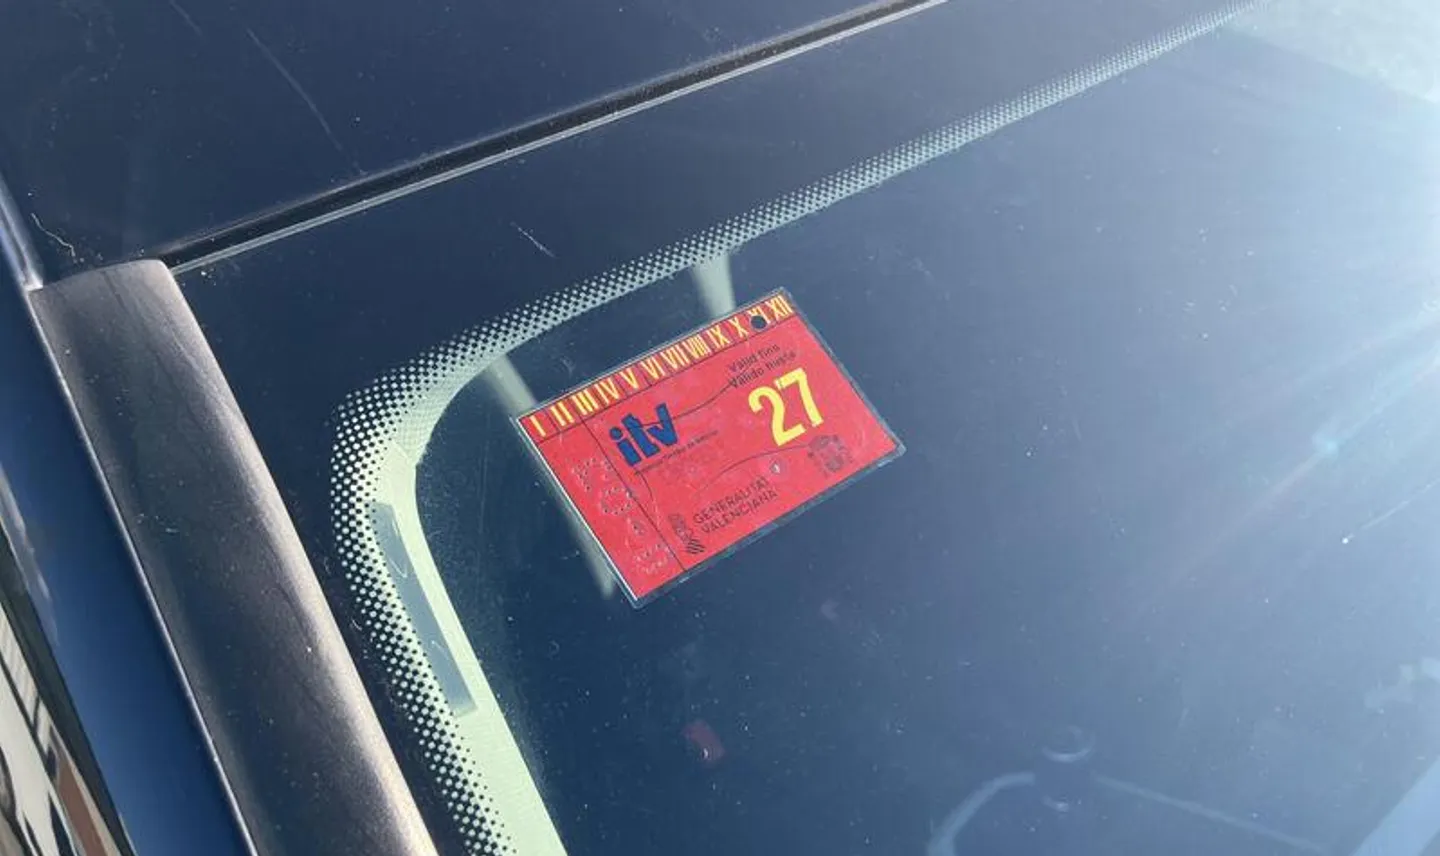 I II III IV V VI VII VIII IX X XI XII
Vàlid fins
Válido hasta
itv
27
GENERALITAT
VALENCIANA